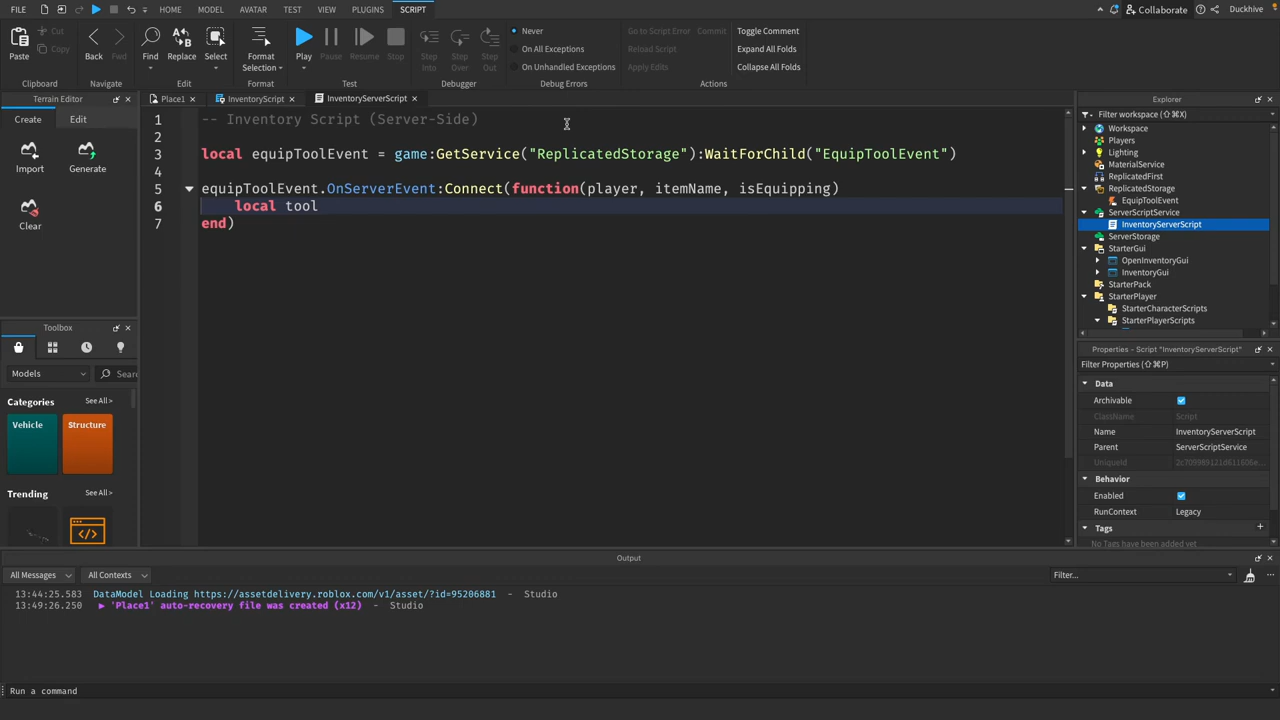 HOME MODEL AVATAR TEST VIEW PLUGINS SCRIPT Collaborate Duckhive
Paste Cut Copy Back Fwd Find Replace Select Format Selection Play Pause Resume Stop Step Into Step Over Step Out Never On All Exceptions On Unhandled Exceptions Go to Script Error Commit Reload Script Apply Edits Toggle Comment Expand All Folds Collapse All Folds
Clipboard Navigate Edit Format Test Debugger Debug Errors Actions
Terrain Editor
Create Edit
Import Generate
Clear
Toolbox
Models
Categories See All >
Vehicle Structure
Trending See All >
Place1 InventoryScript InventoryServerScript
1 -- Inventory Script (Server-Side)
2
3 local equipToolEvent = game:GetService("ReplicatedStorage"):WaitForChild("EquipToolEvent")
4
5 equipToolEvent.OnServerEvent:Connect(function(player, itemName, isEquipping)
6 local tool
7 end)
Explorer
Filter workspace (⇧⌘X)
Workspace
Players
Lighting
MaterialService
ReplicatedFirst
ReplicatedStorage
EquipToolEvent
ServerScriptService
InventoryServerScript
ServerStorage
StarterGui
OpenInventoryGui
InventoryGui
StarterPack
StarterPlayer
StarterCharacterScripts
StarterPlayerScripts
Properties - Script "InventoryServerScript"
Filter Properties (⇧⌘P)
Data
Archivable
ClassName Script
Name InventoryServerScript
Parent ServerScriptService
UniqueId
Behavior
Enabled
RunContext Legacy
Tags
No Tags have been added yet
Output
All Messages All Contexts Filter...
13:44:25.583 DataModel Loading https://assetdelivery.roblox.com/v1/asset/?id=95206881 - Studio
13:49:26.250 ▶ 'Place1' auto-recovery file was created (x12) - Studio
Run a command